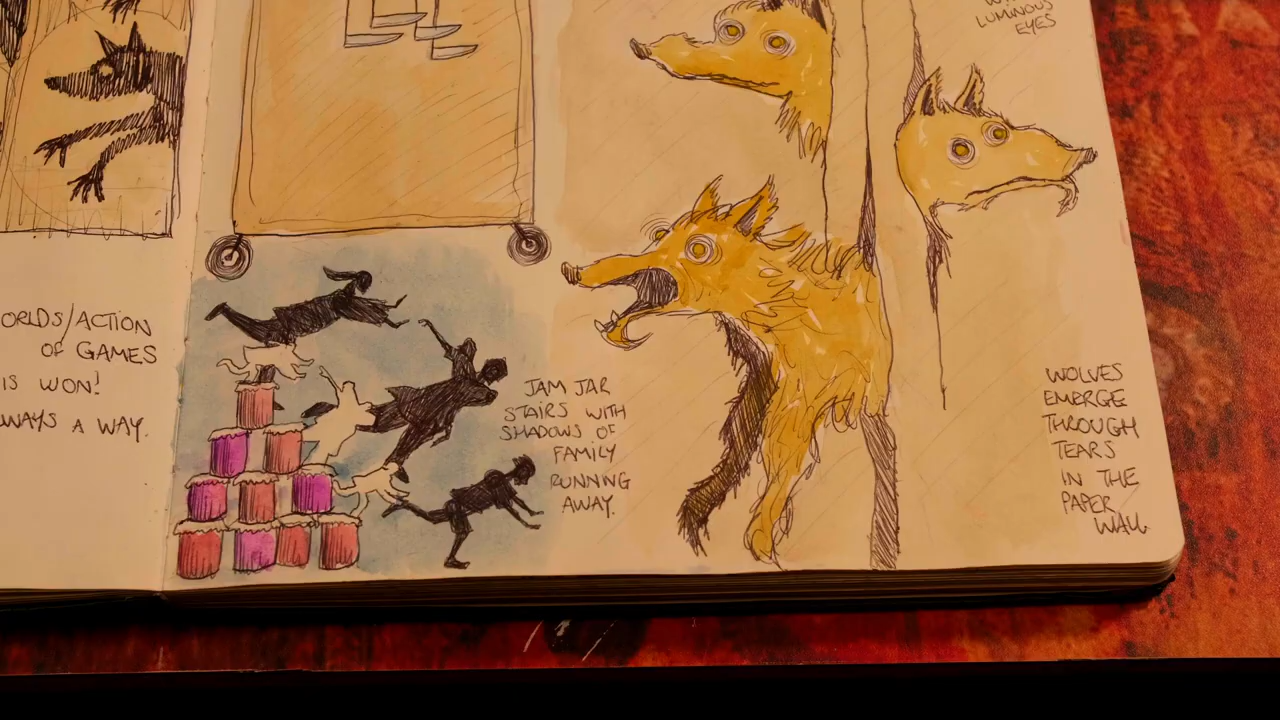 LUMINOUS
EYES
ORLDS/ACTION
OF GAMES
IS WON!
WAYS A WAY.
JAM JAR
STAIRS WITH
SHADOWS OF
FAMILY
RUNNING
AWAY.
WOLVES
EMERGE
THROUGH
TEARS
IN THE
PAPER
WALL